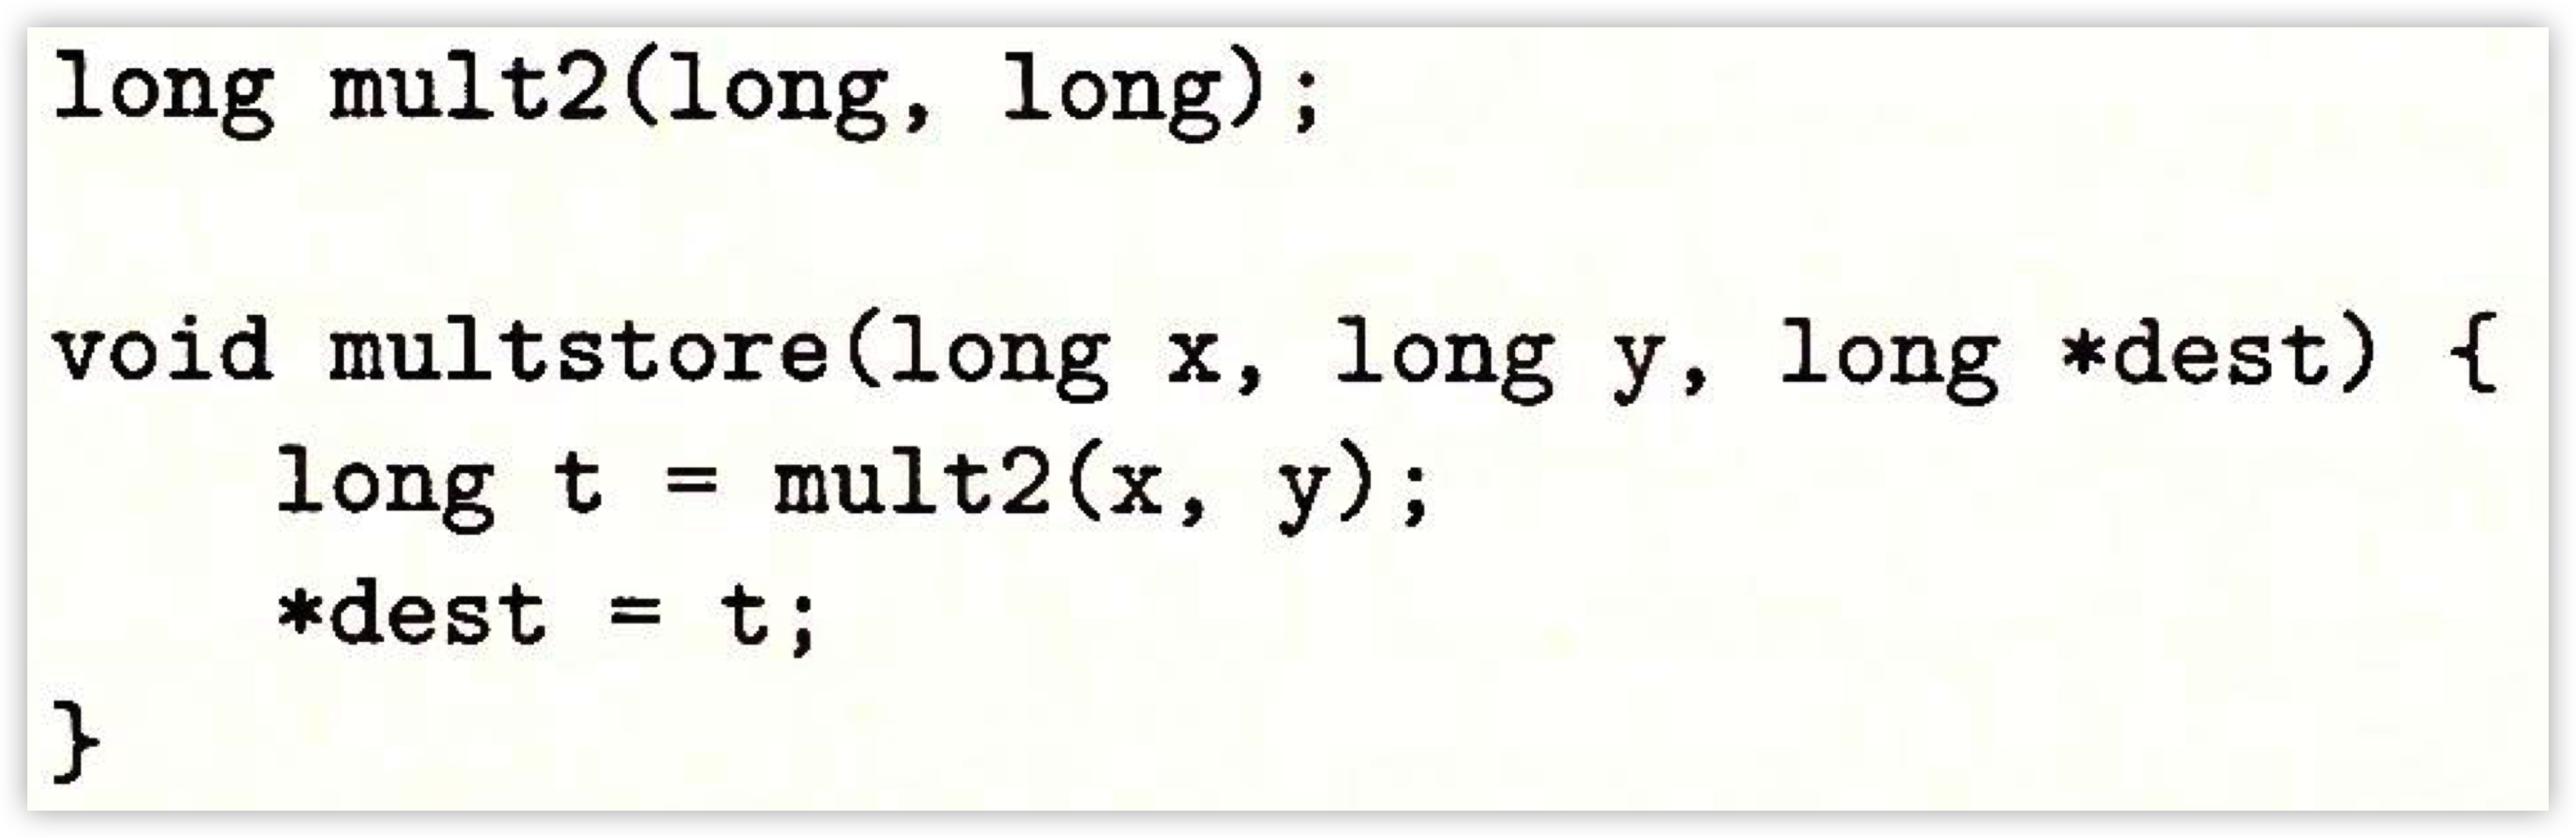 long mult2(long, long);
void multstore(long x, long y, long *dest) {
long t = mult2(x, y);
*dest = t;
}